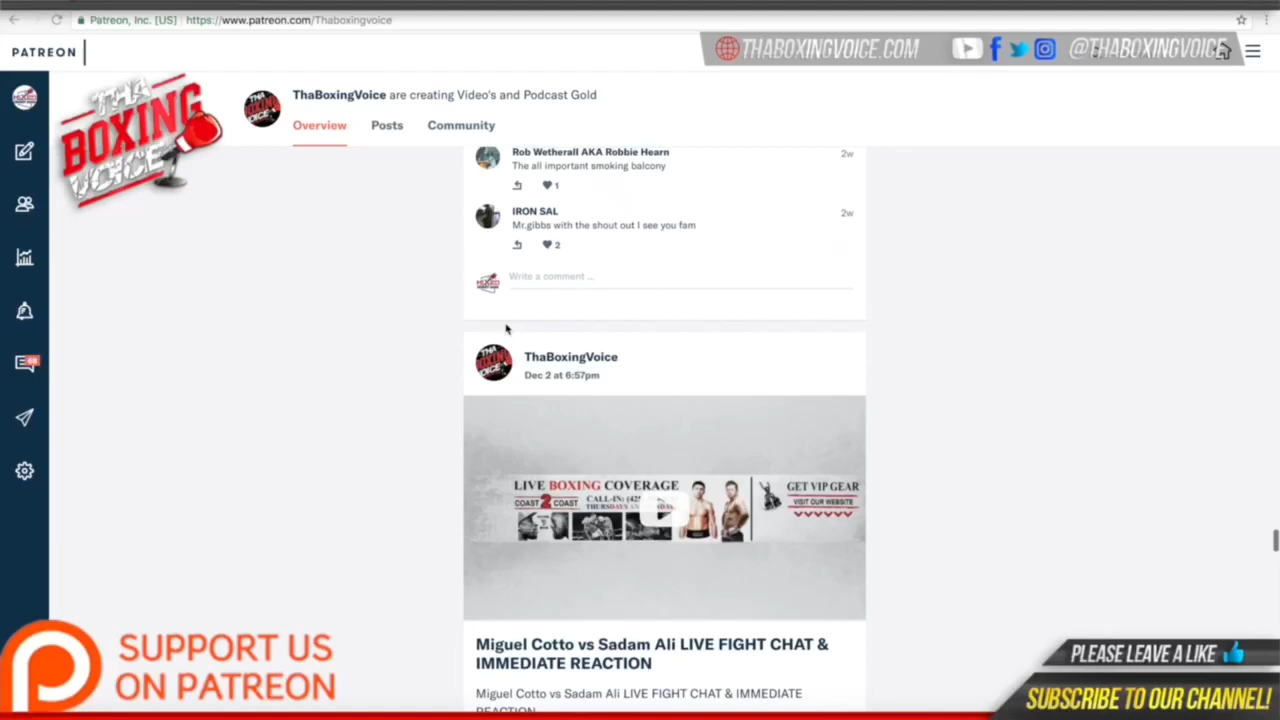 Patreon, Inc. [US] https://www.patreon.com/Thaboxingvoice
PATREON
THABOXINGVOICE.COM
@THABOXINGVOICE
THA
BOXING
VOICE
ThaBoxingVoice are creating Video's and Podcast Gold
Overview Posts Community
Rob Wetherall AKA Robbie Hearn 2w
The all important smoking balcony
1
IRON SAL 2w
Mr.gibbs with the shout out I see you fam
2
Write a comment ...
ThaBoxingVoice
Dec 2 at 6:57pm
LIVE BOXING COVERAGE
COAST 2 COAST
CALL-IN:
GET VIP GEAR
VISIT OUR WEBSITE
Miguel Cotto vs Sadam Ali LIVE FIGHT CHAT &
IMMEDIATE REACTION
Miguel Cotto vs Sadam Ali LIVE FIGHT CHAT & IMMEDIATE
REACTION
SUPPORT US
ON PATREON
PLEASE LEAVE A LIKE
SUBSCRIBE TO OUR CHANNEL!